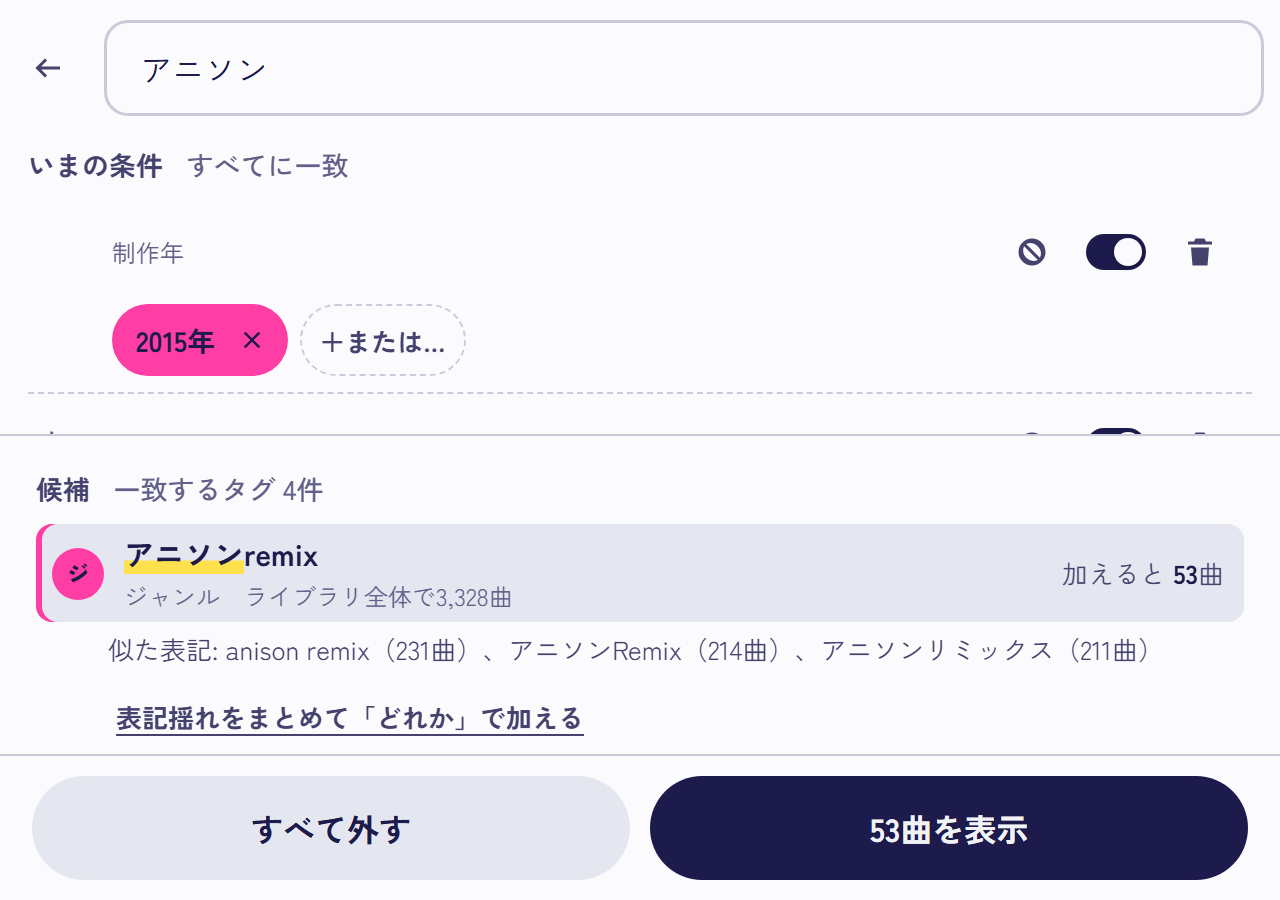 アニソン
いまの条件 すべてに一致
制作年
2015年 ×
＋または…
候補 一致するタグ 4件
ジ
アニソンremix
ジャンル ライブラリ全体で3,328曲
加えると 53曲
似た表記: anison remix（231曲）、アニソンRemix（214曲）、アニソンリミックス（211曲）
表記揺れをまとめて「どれか」で加える
すべて外す
53曲を表示